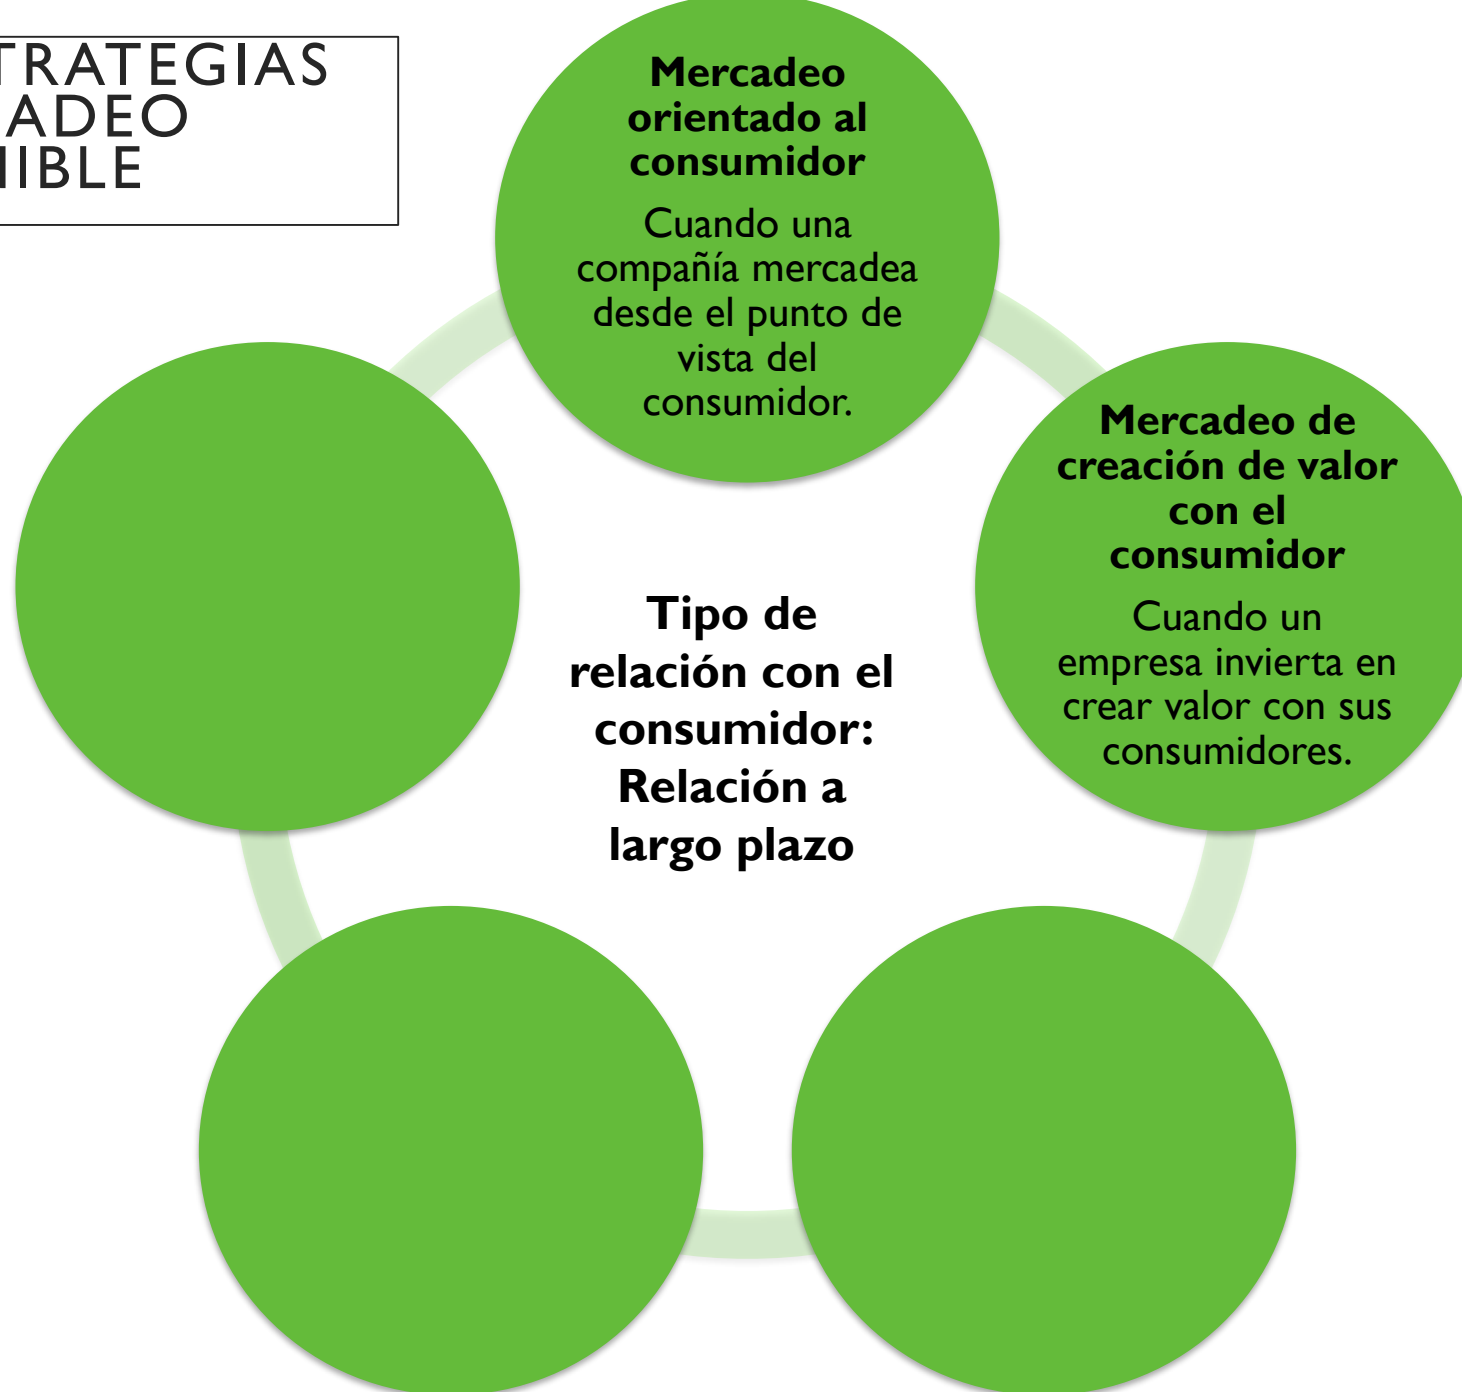 TRATEGIAS
ADEO
NIBLE
Mercadeo
orientado al
consumidor
Cuando una
compañía mercadea
desde el punto de
vista del
consumidor.
Mercadeo de
creación de valor
con el
consumidor
Cuando un
empresa invierta en
crear valor con sus
consumidores.
Tipo de
relación con el
consumidor:
Relación a
largo plazo